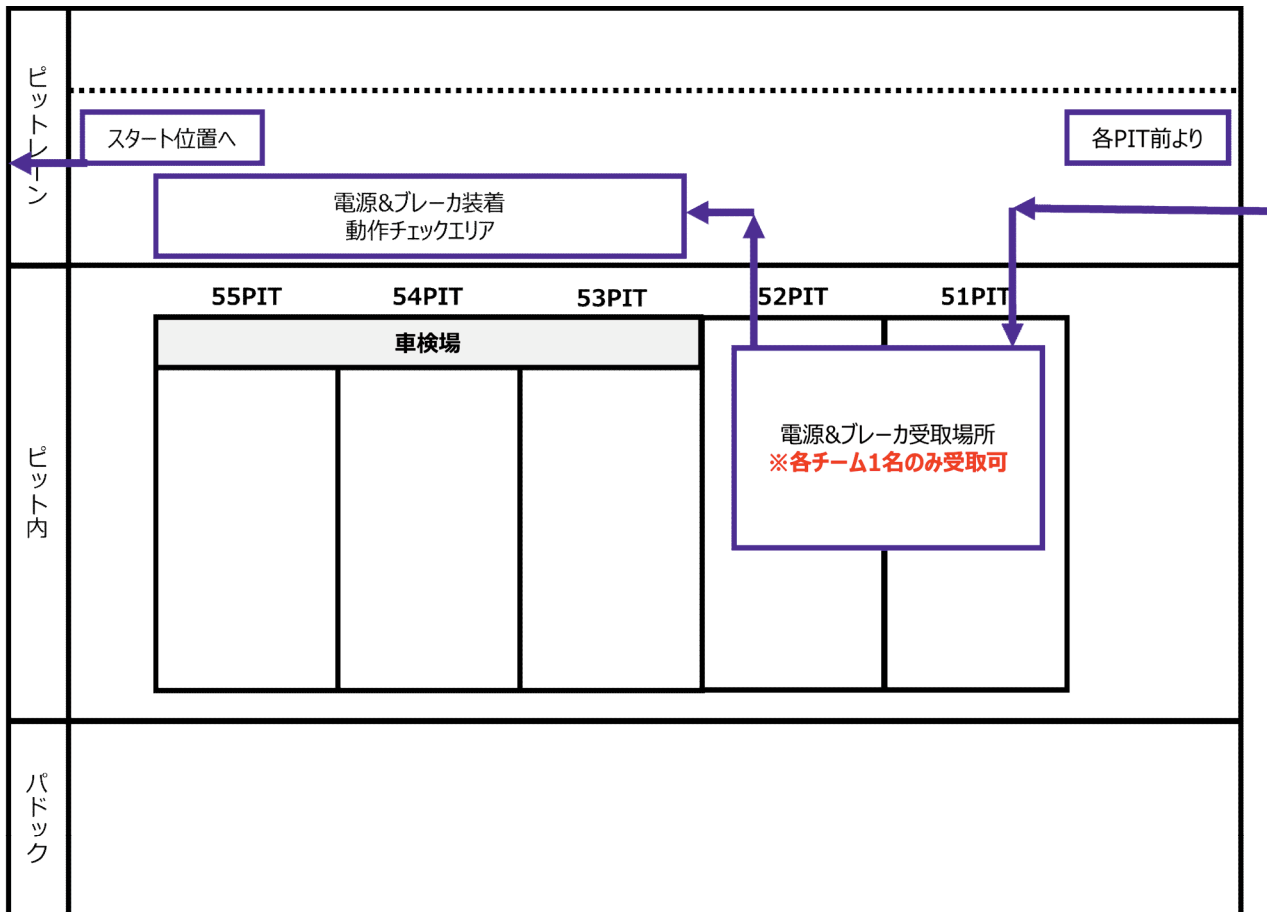 ピットレーン
スタート位置へ
各PIT前より
電源&ブレーカ装着
動作チェックエリア
ピット内
55PIT
54PIT
53PIT
52PIT
51PIT
車検場
電源&ブレーカ受取場所
※各チーム1名のみ受取可
パドック